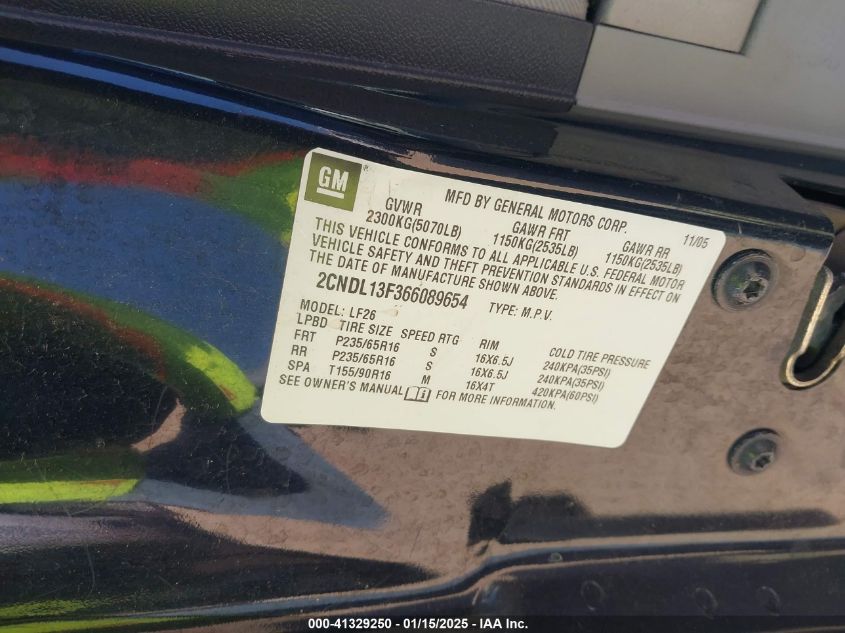 GM ®
MFD BY GENERAL MOTORS CORP. 11/05
GVWR GAWR FRT GAWR RR
2300KG(5070LB) 1150KG(2535LB) 1150KG(2535LB)
THIS VEHICLE CONFORMS TO ALL APPLICABLE U.S. FEDERAL MOTOR
VEHICLE SAFETY AND THEFT PREVENTION STANDARDS IN EFFECT ON
THE DATE OF MANUFACTURE SHOWN ABOVE.
2CNDL13F366089654 TYPE: M.P.V.
MODEL: LF26
LPBD TIRE SIZE SPEED RTG RIM COLD TIRE PRESSURE
FRT P235/65R16 S 16X6.5J 240KPA(35PSI)
RR P235/65R16 S 16X6.5J 240KPA(35PSI)
SPA T155/90R16 M 16X4T 420KPA(60PSI)
SEE OWNER'S MANUAL FOR MORE INFORMATION.
000-41329250 - 01/15/2025 - IAA Inc.